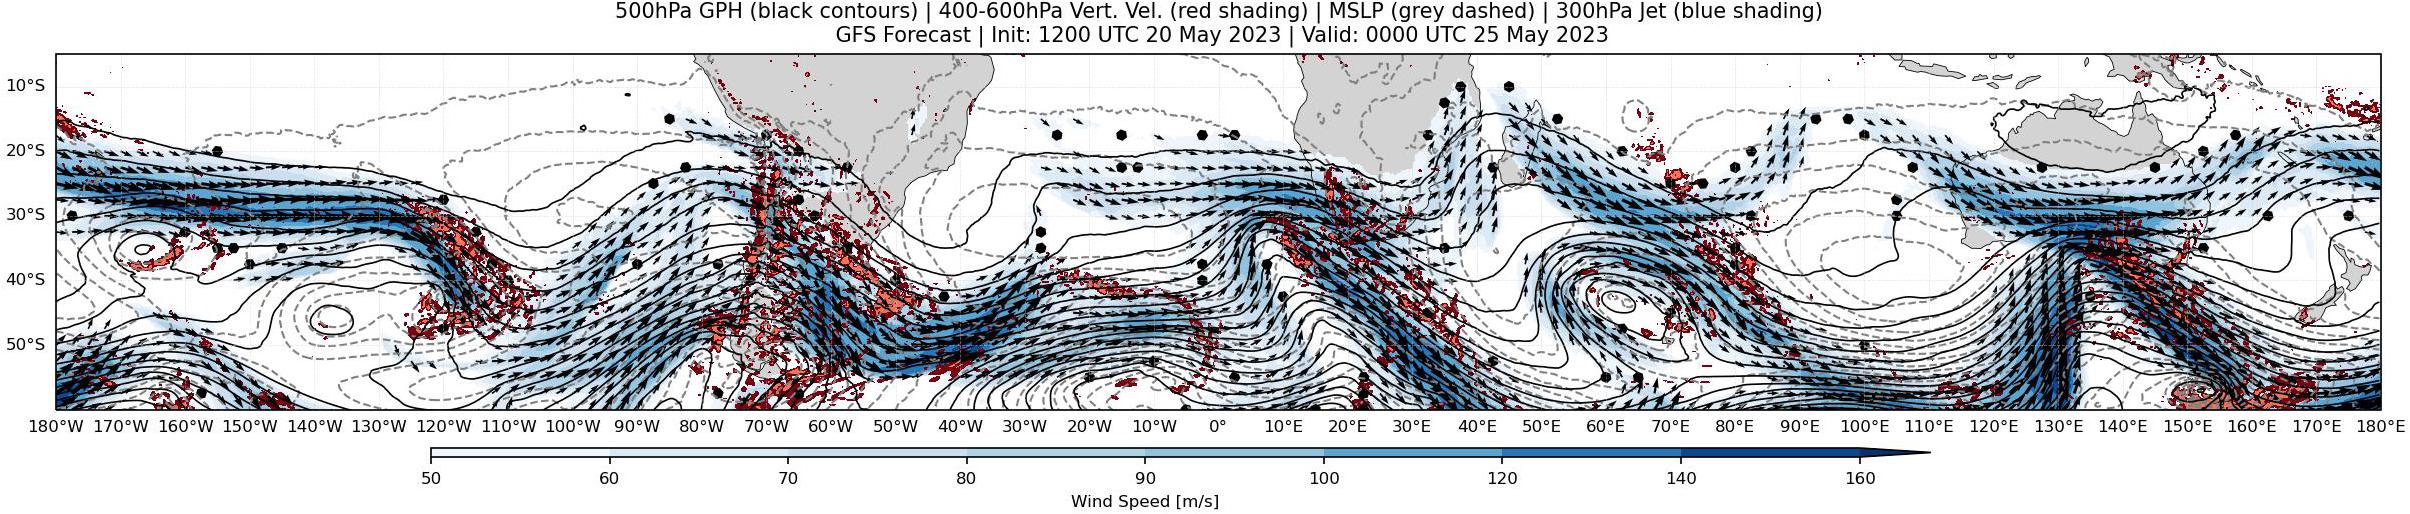 500hPa GPH (black contours) | 400-600hPa Vert. Vel. (red shading) | MSLP (grey dashed) | 300hPa Jet (blue shading)
GFS Forecast | Init: 1200 UTC 20 May 2023 | Valid: 0000 UTC 25 May 2023
10°S
20°S
30°S
40°S
50°S
180°W 170°W 160°W 150°W 140°W 130°W 120°W 110°W 100°W 90°W 80°W 70°W 60°W 50°W 40°W 30°W 20°W 10°W 0° 10°E 20°E 30°E 40°E 50°E 60°E 70°E 80°E 90°E 100°E 110°E 120°E 130°E 140°E 150°E 160°E 170°E 180°E
50 60 70 80 90 100 120 140 160
Wind Speed [m/s]